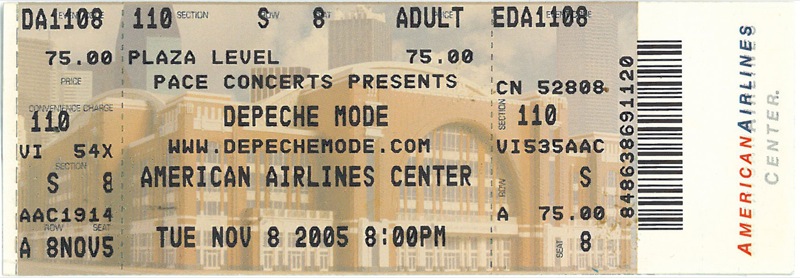 DA1108 110 SECTION S 8 ADULT EDA1108
75.00 PLAZA LEVEL 75.00
PRICE PACE CONCERTS PRESENTS CN 52808
CONVENIENCE CHARGE
110 DEPECHE MODE SECTION 110
VI 54X WWW.DEPECHEMODE.COM VI535AAC
SECTION
S 8 AMERICAN AIRLINES CENTER ROW S
AAC1914 A 75.00
ROW SEAT
A 8NOV5 TUE NOV 8 2005 8:00PM SEAT 8
848638691120
AMERICANAIRLINES
CENTER.